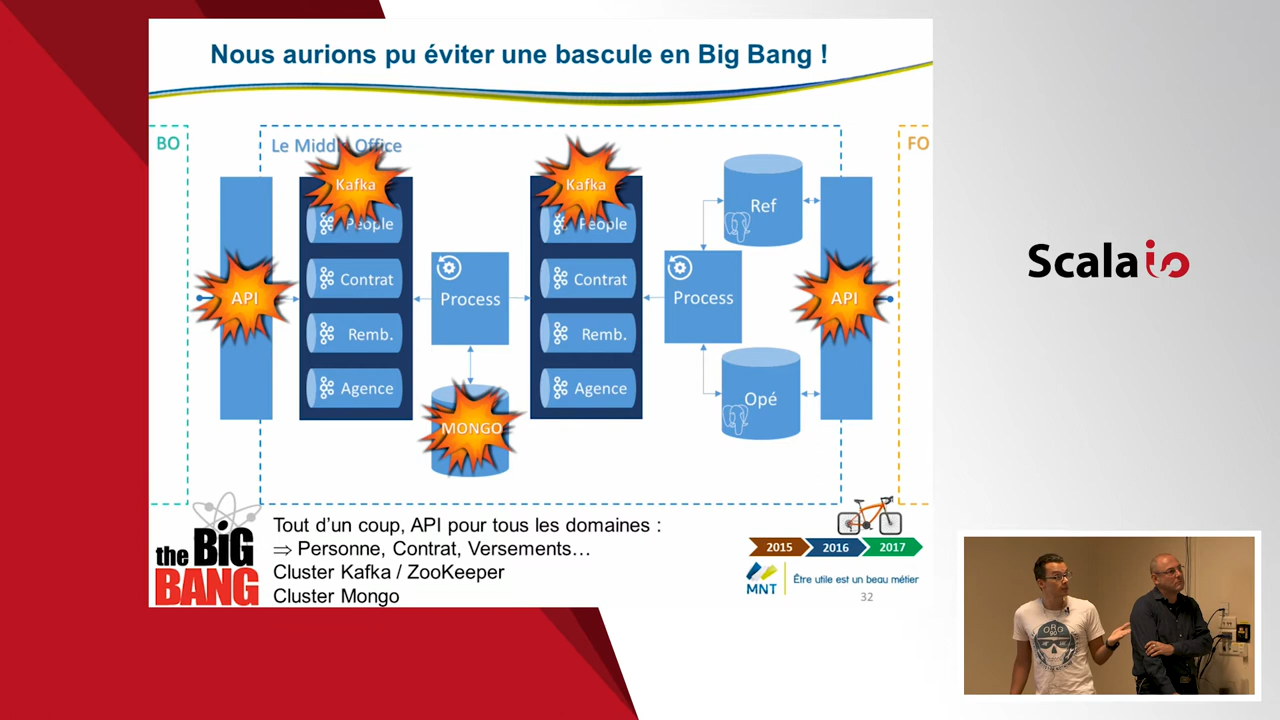 Nous aurions pu éviter une bascule en Big Bang !
BO
Le Middle Office
FO
API
Kafka
People
Contrat
Remb.
Agence
Process
MONGO
Kafka
People
Contrat
Remb.
Agence
Process
Ref
Opé
API
the BiG
BANG
Tout d’un coup, API pour tous les domaines :
⇒ Personne, Contrat, Versements…
Cluster Kafka / ZooKeeper
Cluster Mongo
2015 2016 2017
MNT
Être utile est un beau métier
32
Scala io
ORG